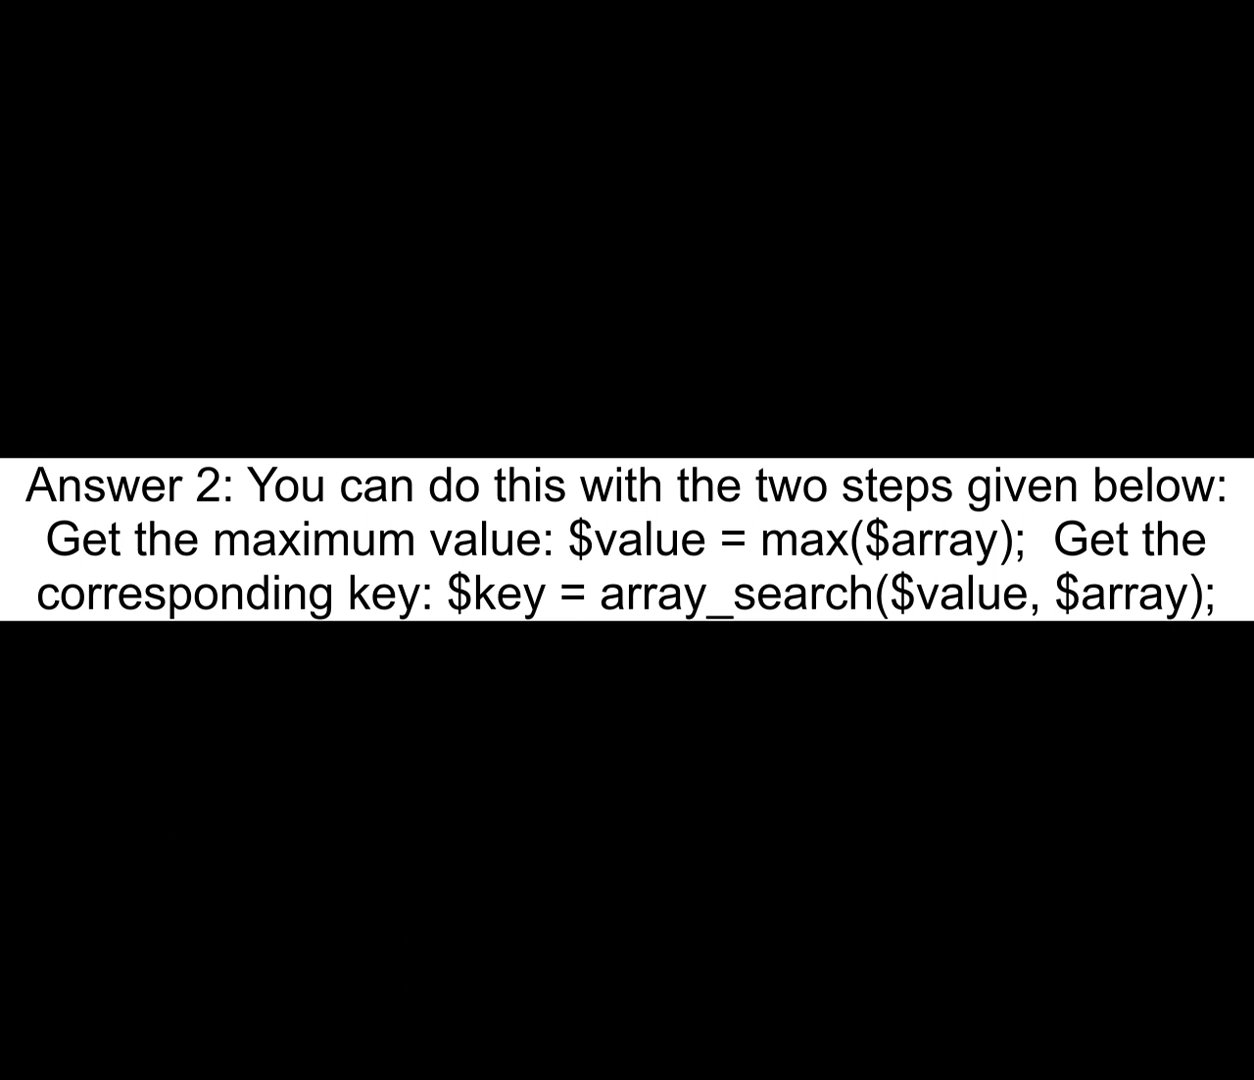 Answer 2: You can do this with the two steps given below:
Get the maximum value: $value = max($array);  Get the
corresponding key: $key = array_search($value, $array);